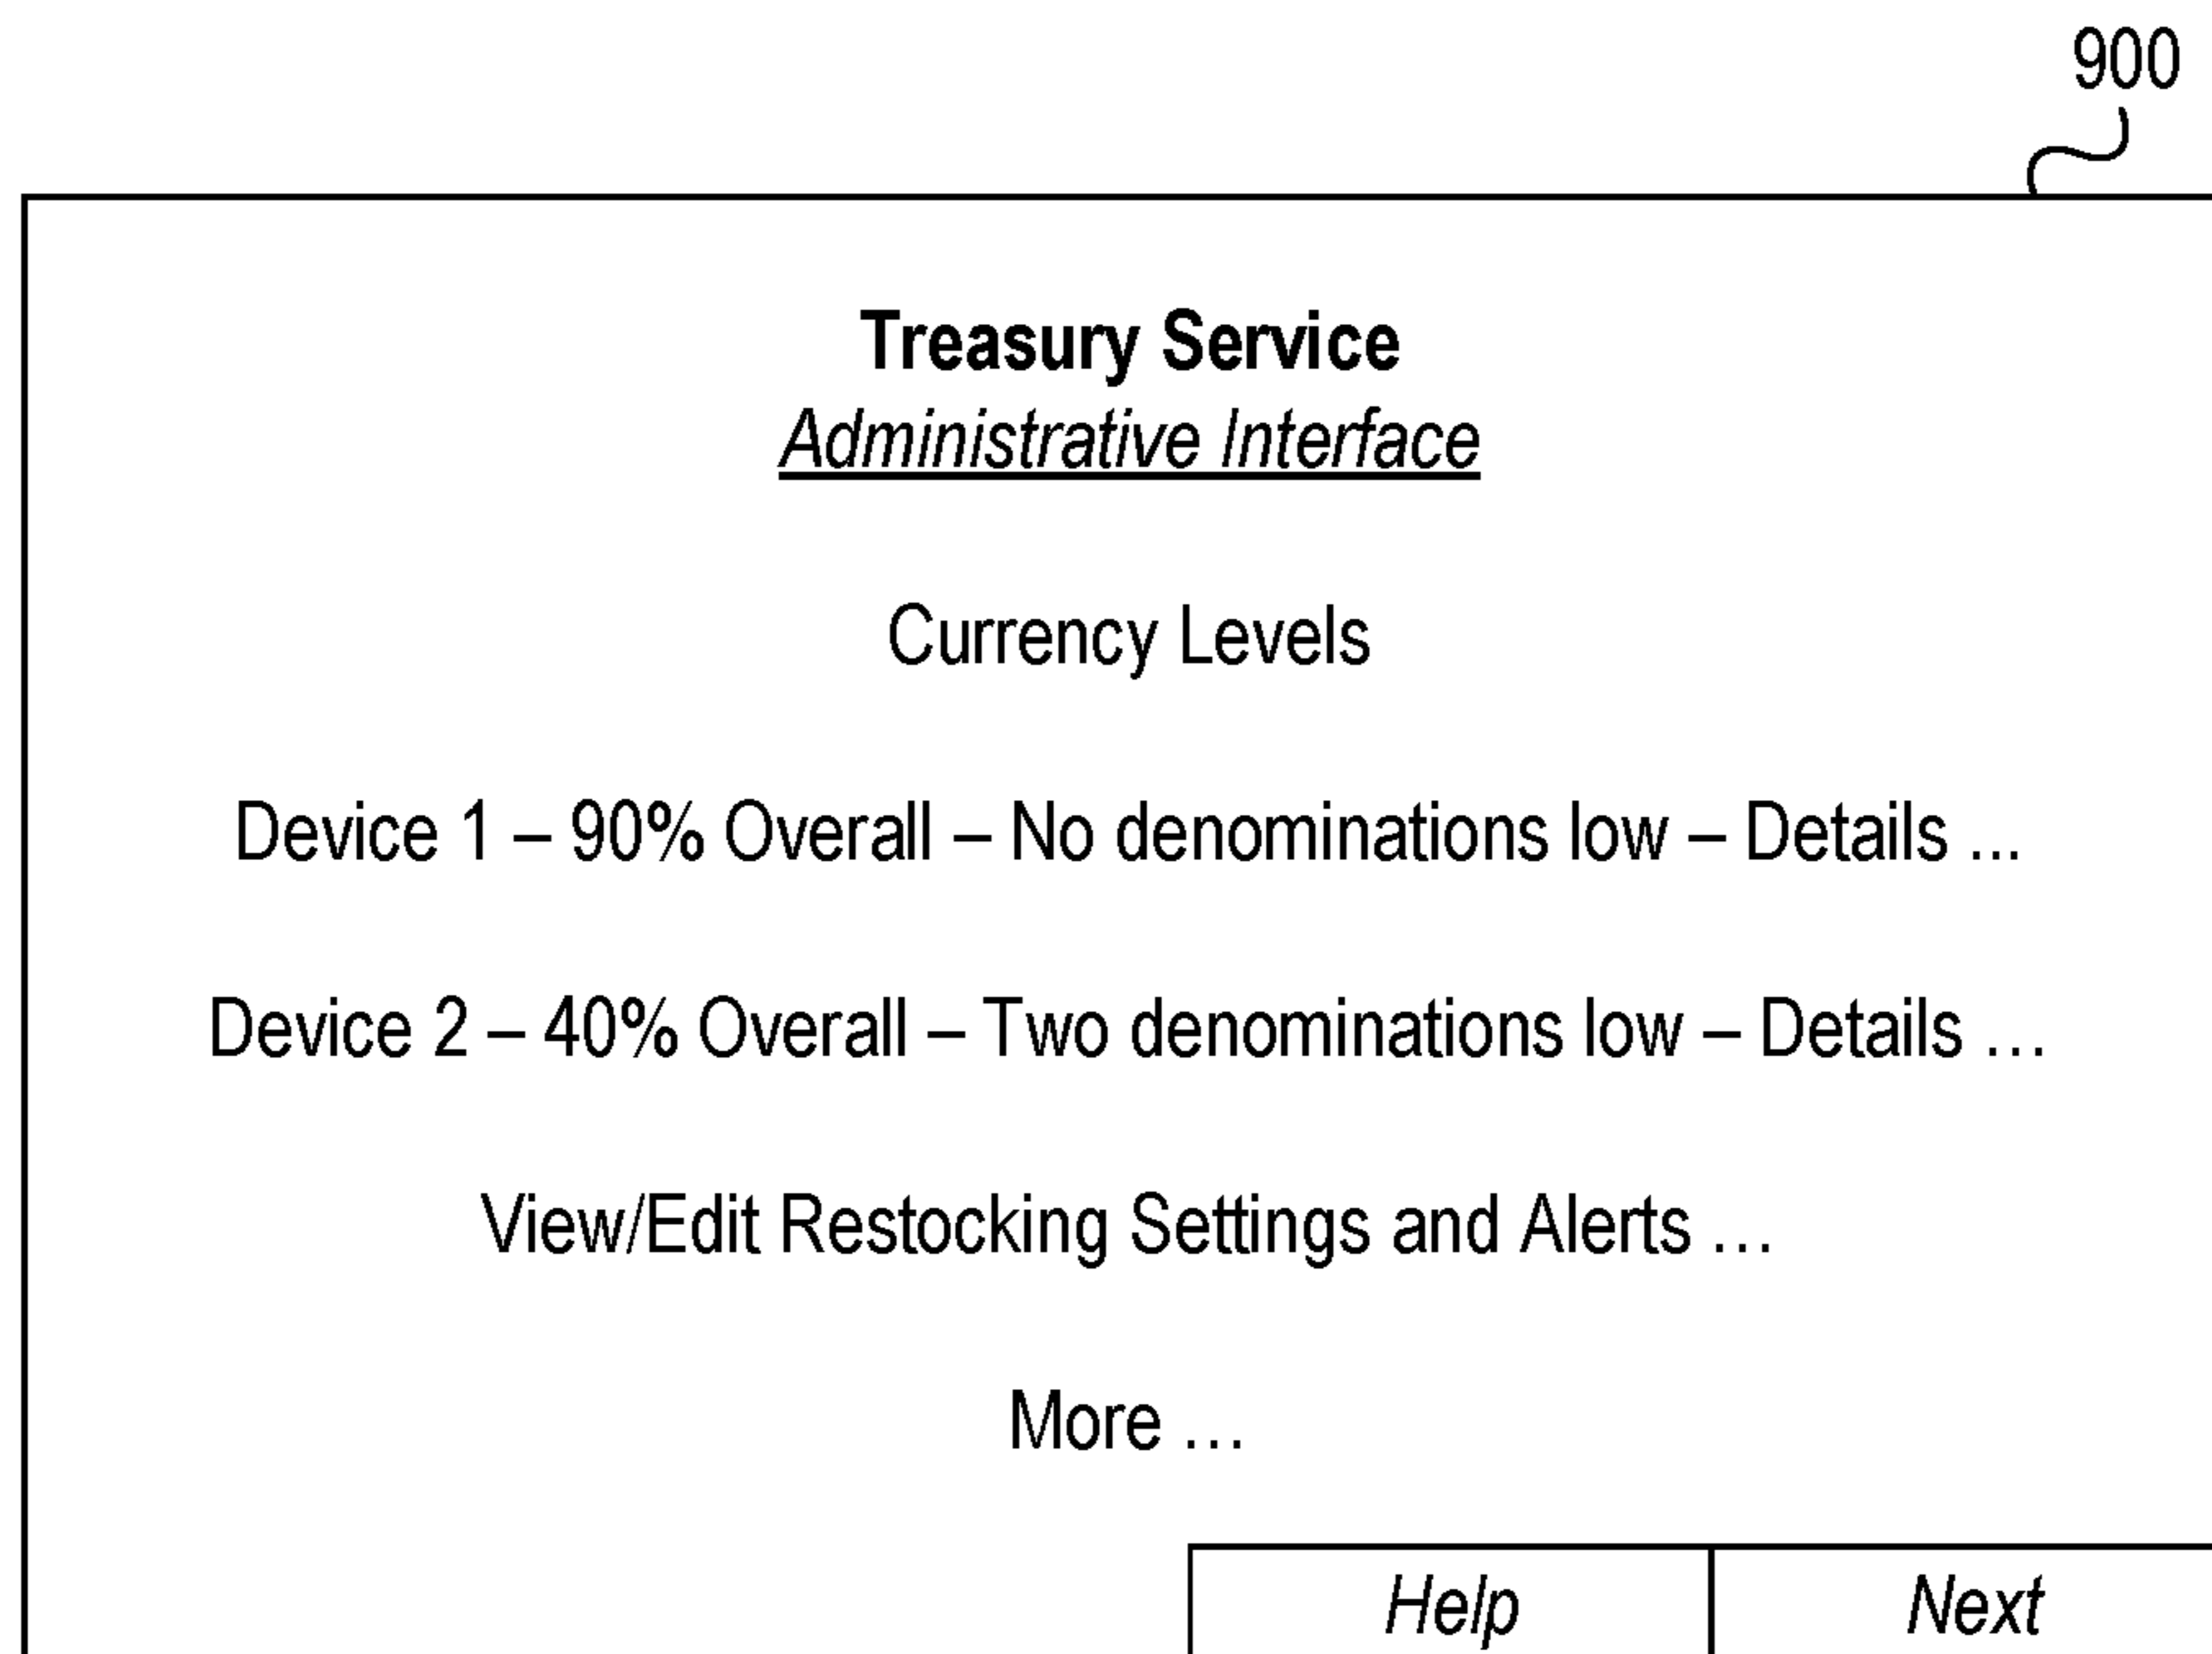 900
Treasury Service
Administrative Interface
Currency Levels
Device 1 – 90% Overall – No denominations low – Details ...
Device 2 – 40% Overall – Two denominations low – Details ...
View/Edit Restocking Settings and Alerts ...
More ...
Help
Next